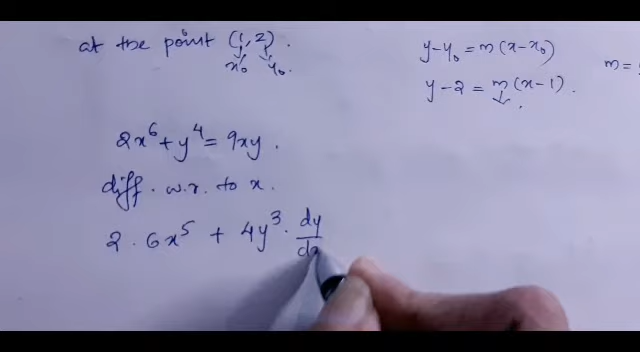 at the point (1, 2).
x₀ y₀.
y-y₀ = m(x-x₀)
y-2 = m(x-1).
m =
2x⁶ + y⁴ = 9xy.
diff. w.r. to x.
2. 6x⁵ + 4y³. dy/dx